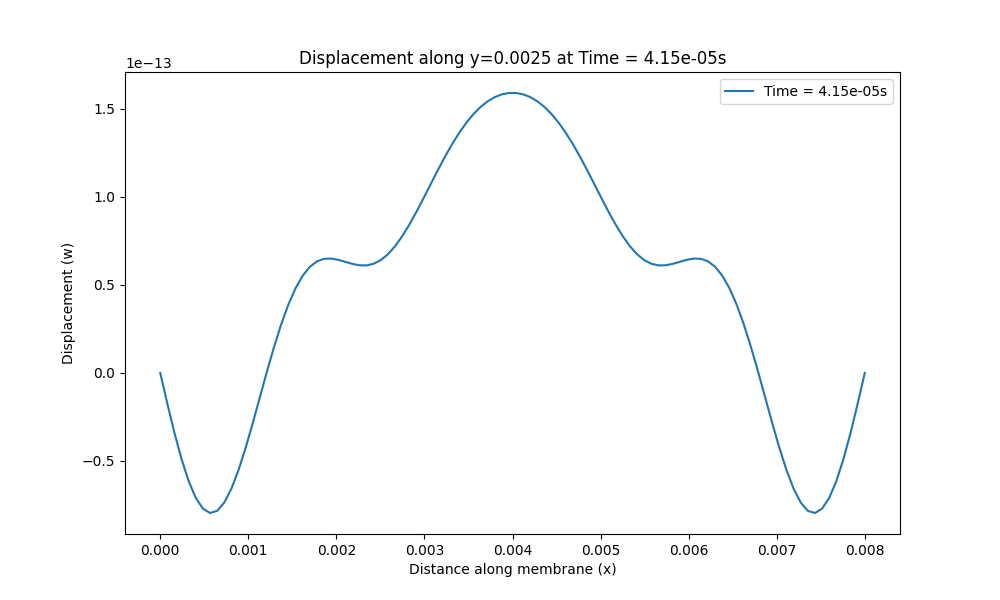 Displacement along y=0.0025 at Time = 4.15e-05s
1e−13
Time = 4.15e-05s
1.5
1.0
0.5
0.0
−0.5
Displacement (w)
0.000 0.001 0.002 0.003 0.004 0.005 0.006 0.007 0.008
Distance along membrane (x)